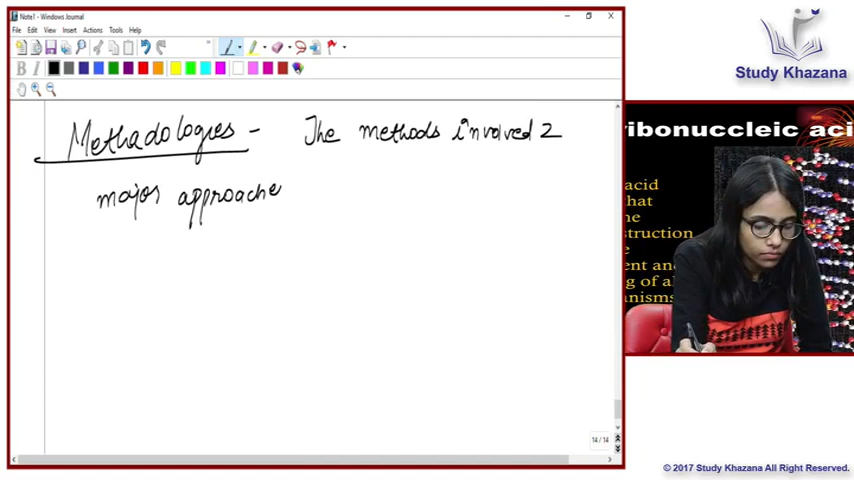 Note1 - Windows Journal
File Edit View Insert Actions Tools Help
Study Khazana
Methadologies - The methods involved 2
major approache
ribonuccleic aci
acid
hat
he
struction
e
ent and
g of al
anisms
14 / 14
© 2017 Study Khazana All Right Reserved.